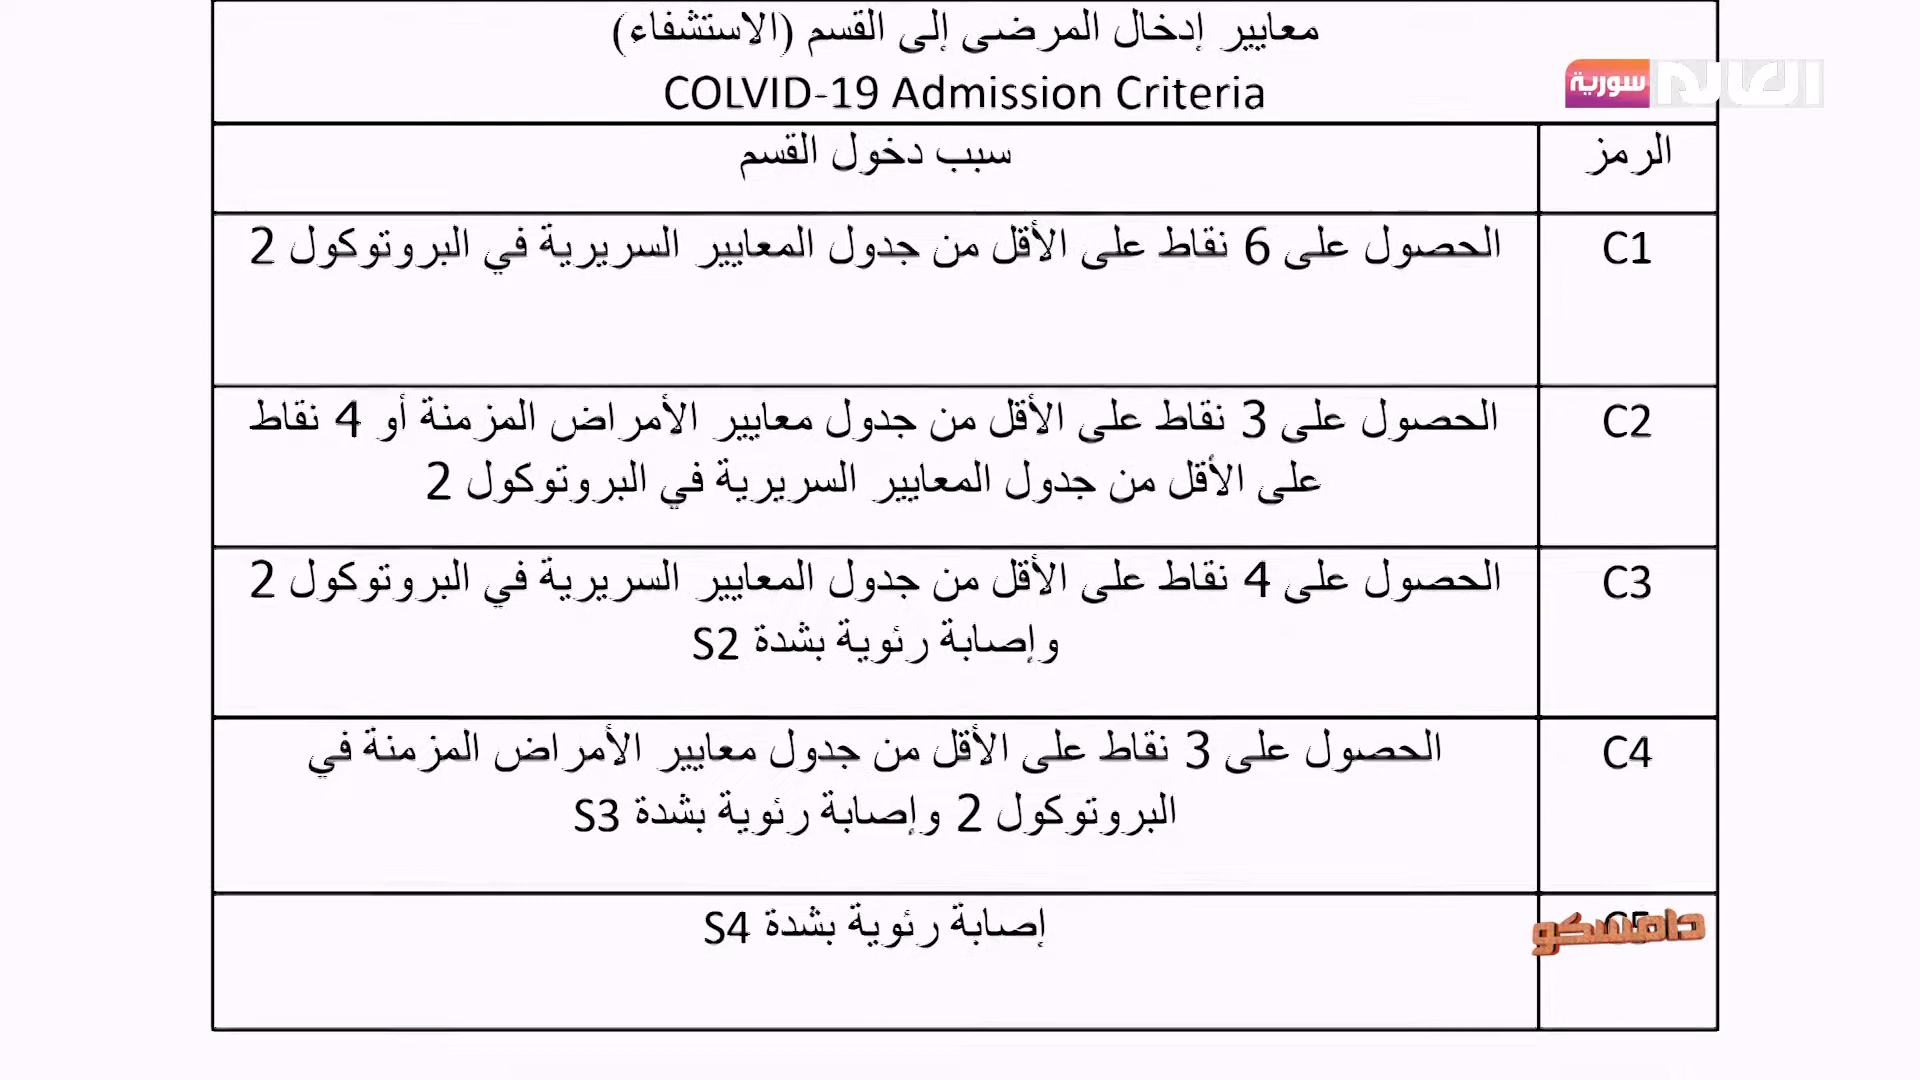 معايير إدخال المرضى إلى القسم (الاستشفاء)
COLVID-19 Admission Criteria
العالم سورية
الرمز
سبب دخول القسم
C1
الحصول على 6 نقاط على الأقل من جدول المعايير السريرية في البروتوكول 2
C2
الحصول على 3 نقاط على الأقل من جدول معايير الأمراض المزمنة أو 4 نقاط
على الأقل من جدول المعايير السريرية في البروتوكول 2
C3
الحصول على 4 نقاط على الأقل من جدول المعايير السريرية في البروتوكول 2
وإصابة رئوية بشدة S2
C4
الحصول على 3 نقاط على الأقل من جدول معايير الأمراض المزمنة في
البروتوكول 2 وإصابة رئوية بشدة S3
C5
دامسكو
إصابة رئوية بشدة S4